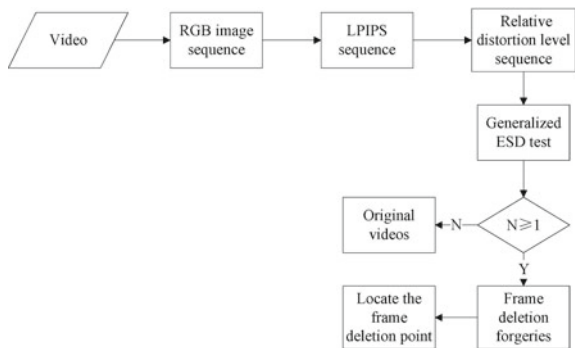 Video
RGB image
sequence
LPIPS
sequence
Relative
distortion level
sequence
Generalized
ESD test
N≥1
N
Original
videos
Y
Frame
deletion
forgeries
Locate the
frame
deletion point